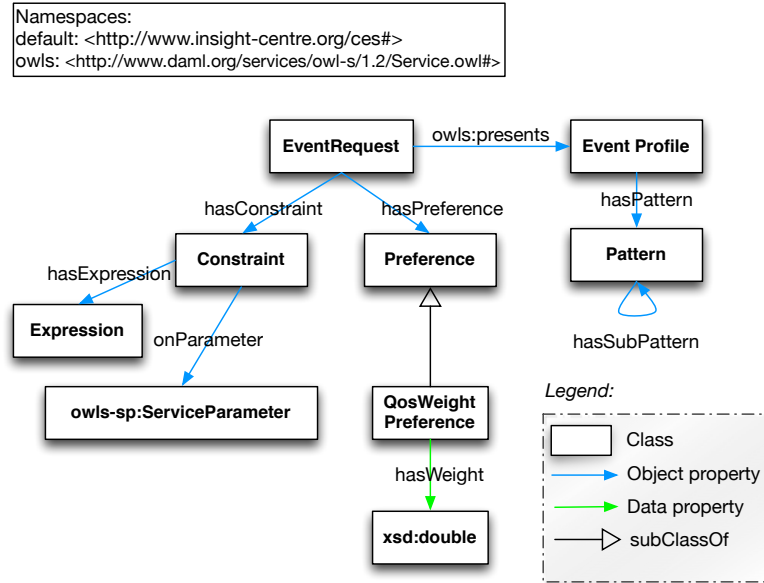 Namespaces:
default: <http://www.insight-centre.org/ces#>
owls: <http://www.daml.org/services/owl-s/1.2/Service.owl#>
EventRequest
owls:presents
Event Profile
hasConstraint
hasPreference
hasPattern
Constraint
Preference
Pattern
hasExpression
Expression
onParameter
hasSubPattern
owls-sp:ServiceParameter
QosWeight
Preference
hasWeight
xsd:double
Legend:
Class
Object property
Data property
subClassOf